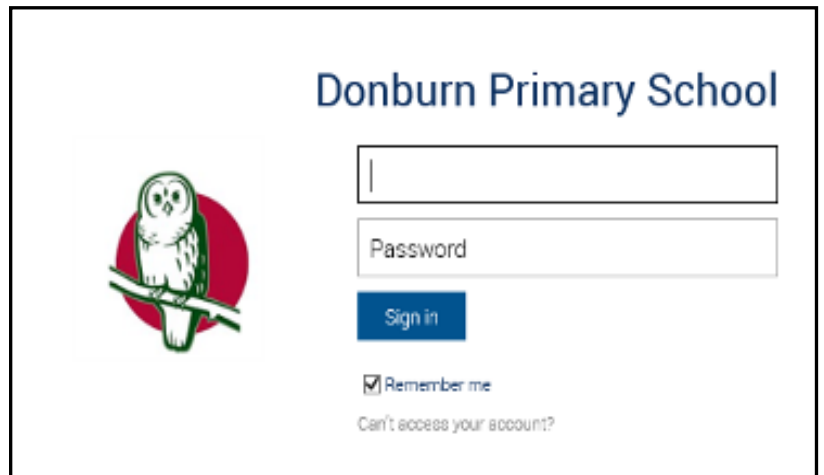 Donburn Primary School
Password
Sign in
Remember me
Can't access your account?